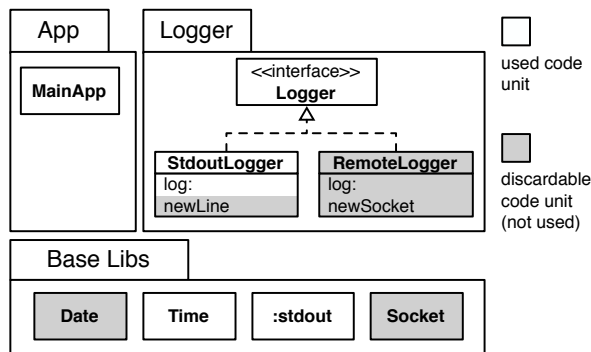 App
Logger
MainApp
<<interface>>
Logger
StdoutLogger
log:
newLine
RemoteLogger
log:
newSocket
used code
unit
discardable
code unit
(not used)
Base Libs
Date
Time
:stdout
Socket